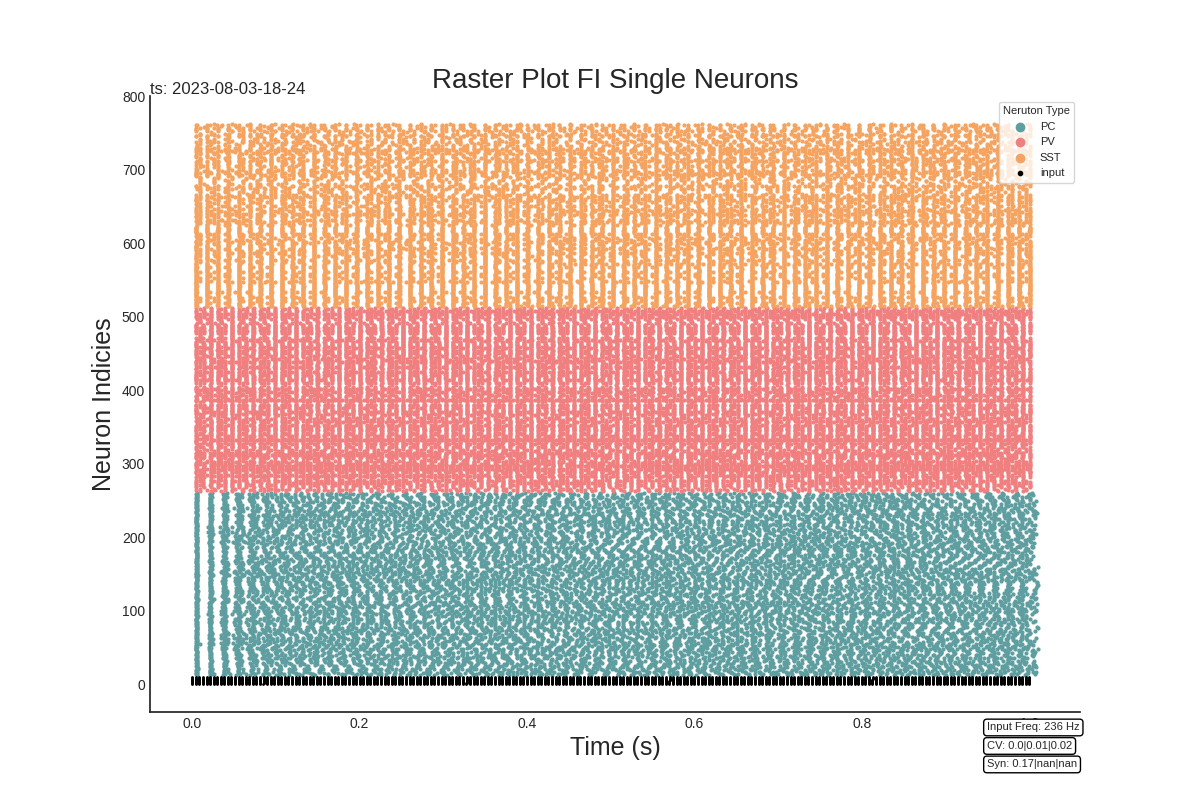 Raster Plot FI Single Neurons
ts: 2023-08-03-18-24
800
700
600
500
400
300
200
100
0
Neuron Indicies
Neruton Type
PC
PV
SST
input
0.0
0.2
0.4
0.6
0.8
Time (s)
Input Freq: 236 Hz
CV: 0.0|0.01|0.02
Syn: 0.17|nan|nan